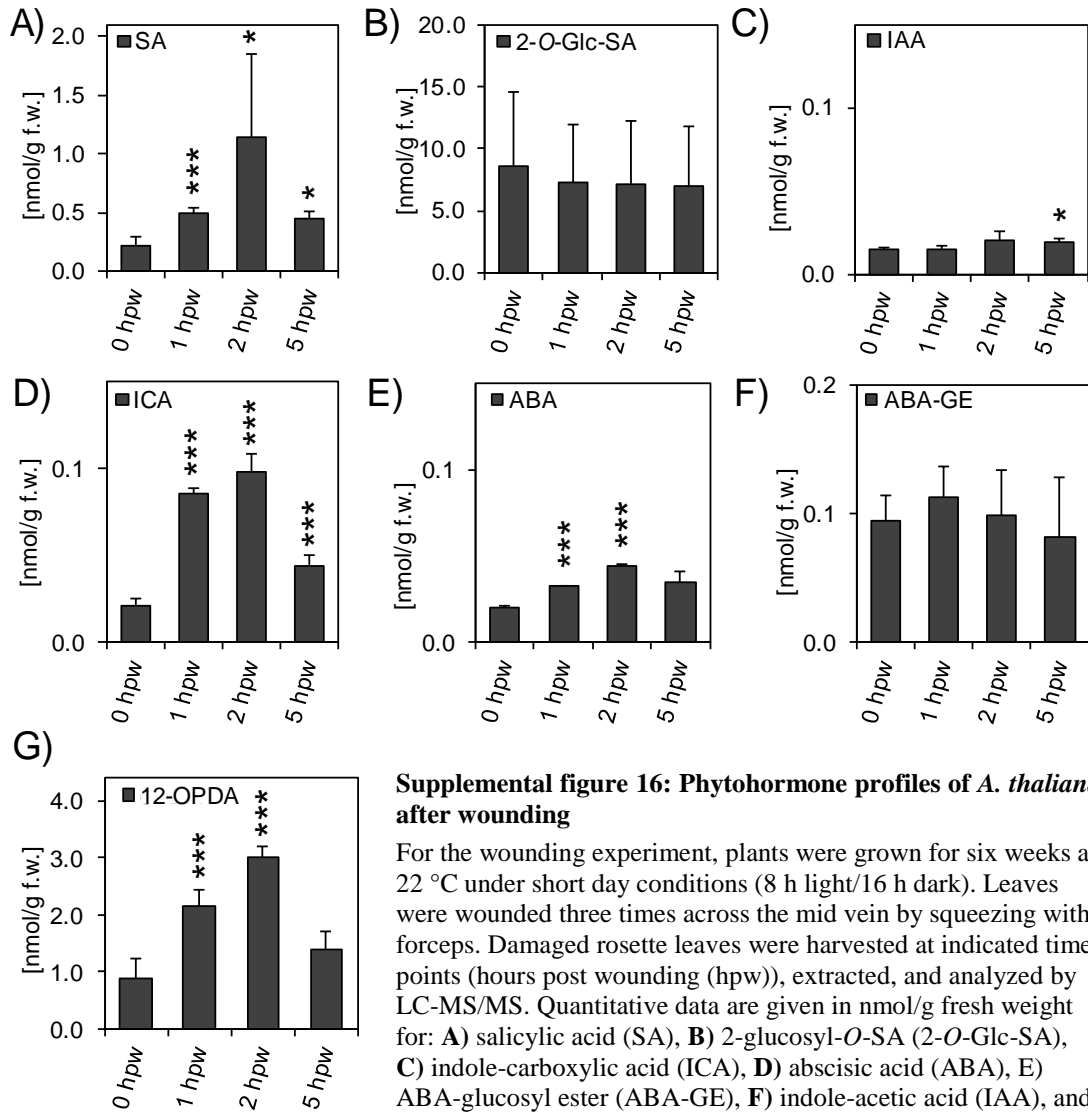 A)
2.0
1.5
1.0
0.5
0.0
[nmol/g f.w.]
SA
***
*
*
0 hpw
1 hpw
2 hpw
5 hpw
B)
20.0
15.0
10.0
5.0
0.0
[nmol/g f.w.]
2-O-Glc-SA
0 hpw
1 hpw
2 hpw
5 hpw
C)
0.1
0.0
[nmol/g f.w.]
IAA
*
0 hpw
1 hpw
2 hpw
5 hpw
D)
0.1
0.0
[nmol/g f.w.]
ICA
***
***
***
0 hpw
1 hpw
2 hpw
5 hpw
E)
0.1
0.0
[nmol/g f.w.]
ABA
***
***
0 hpw
1 hpw
2 hpw
5 hpw
F)
0.2
0.1
0.0
[nmol/g f.w.]
ABA-GE
0 hpw
1 hpw
2 hpw
5 hpw
G)
4.0
3.0
2.0
1.0
0.0
[nmol/g f.w.]
12-OPDA
***
***
0 hpw
1 hpw
2 hpw
5 hpw
Supplemental figure 16: Phytohormone profiles of A.
after wounding
For the wounding experiment, plants were grown for six weeks
22 °C under short day conditions (8 h light/16 h dark). Leaves
were wounded three times across the mid vein by squeezing with
forceps. Damaged rosette leaves were harvested at indicated time
points (hours post wounding (hpw)), extracted, and analyzed by
LC-MS/MS. Quantitative data are given in nmol/g fresh weight
for: A) salicylic acid (SA), B) 2-glucosyl-O-SA (2-O-Glc-SA),
C) indole-carboxylic acid (ICA), D) abscisic acid (ABA), E)
ABA-glucosyl ester (ABA-GE), F) indole-acetic acid (IAA), and